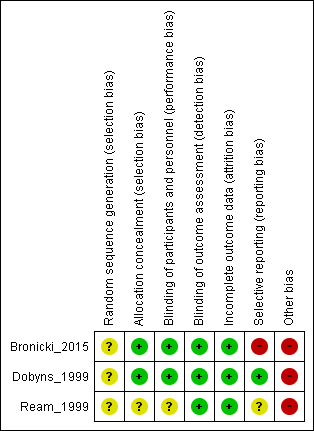 Random sequence generation (selection bias)
Allocation concealment (selection bias)
Blinding of participants and personnel (performance bias)
Blinding of outcome assessment (detection bias)
Incomplete outcome data (attrition bias)
Selective reporting (reporting bias)
Other bias
Bronicki_2015 ? + + + + - -
Dobyns_1999 ? + + + + + -
Ream_1999 ? ? ? + + ? -